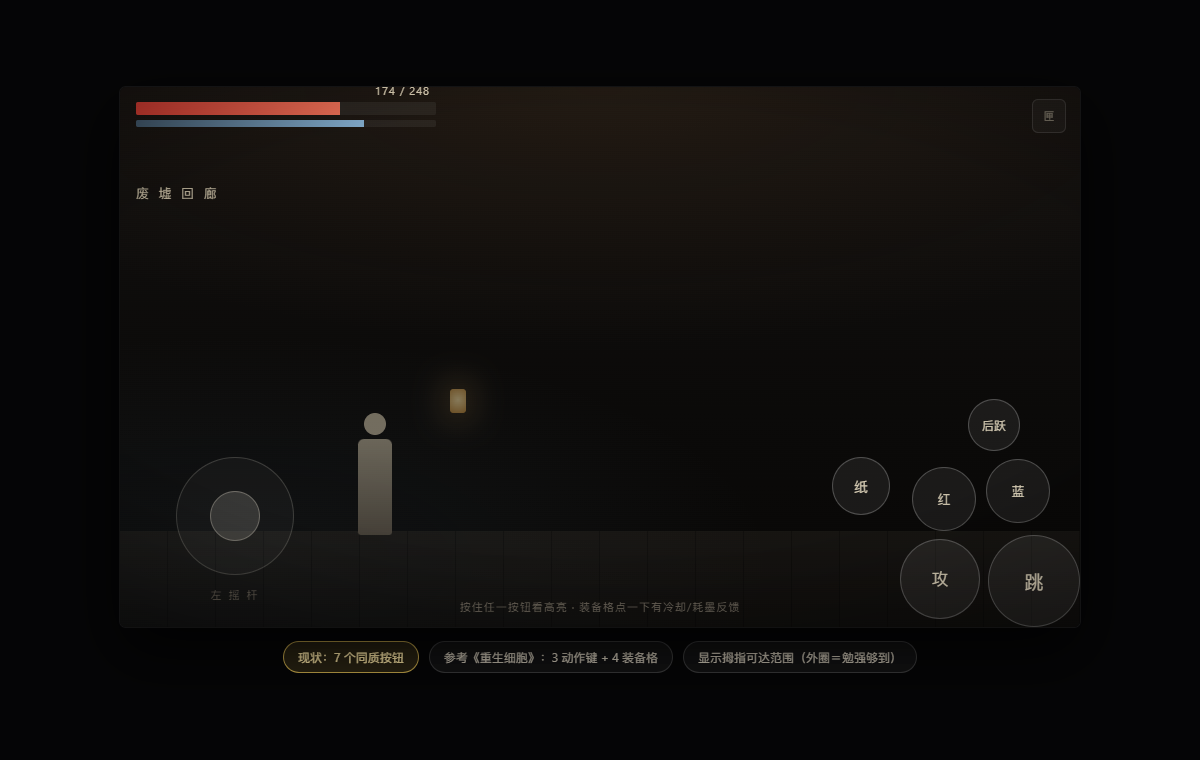 174 / 248
匣
废墟回廊
后跃
纸
红
蓝
攻
跳
左摇杆
按住任一按钮看高亮 · 装备格点一下有冷却/耗墨反馈
现状：7 个同质按钮
参考《重生细胞》：3 动作键 + 4 装备格
显示拇指可达范围（外圈＝勉强够到）